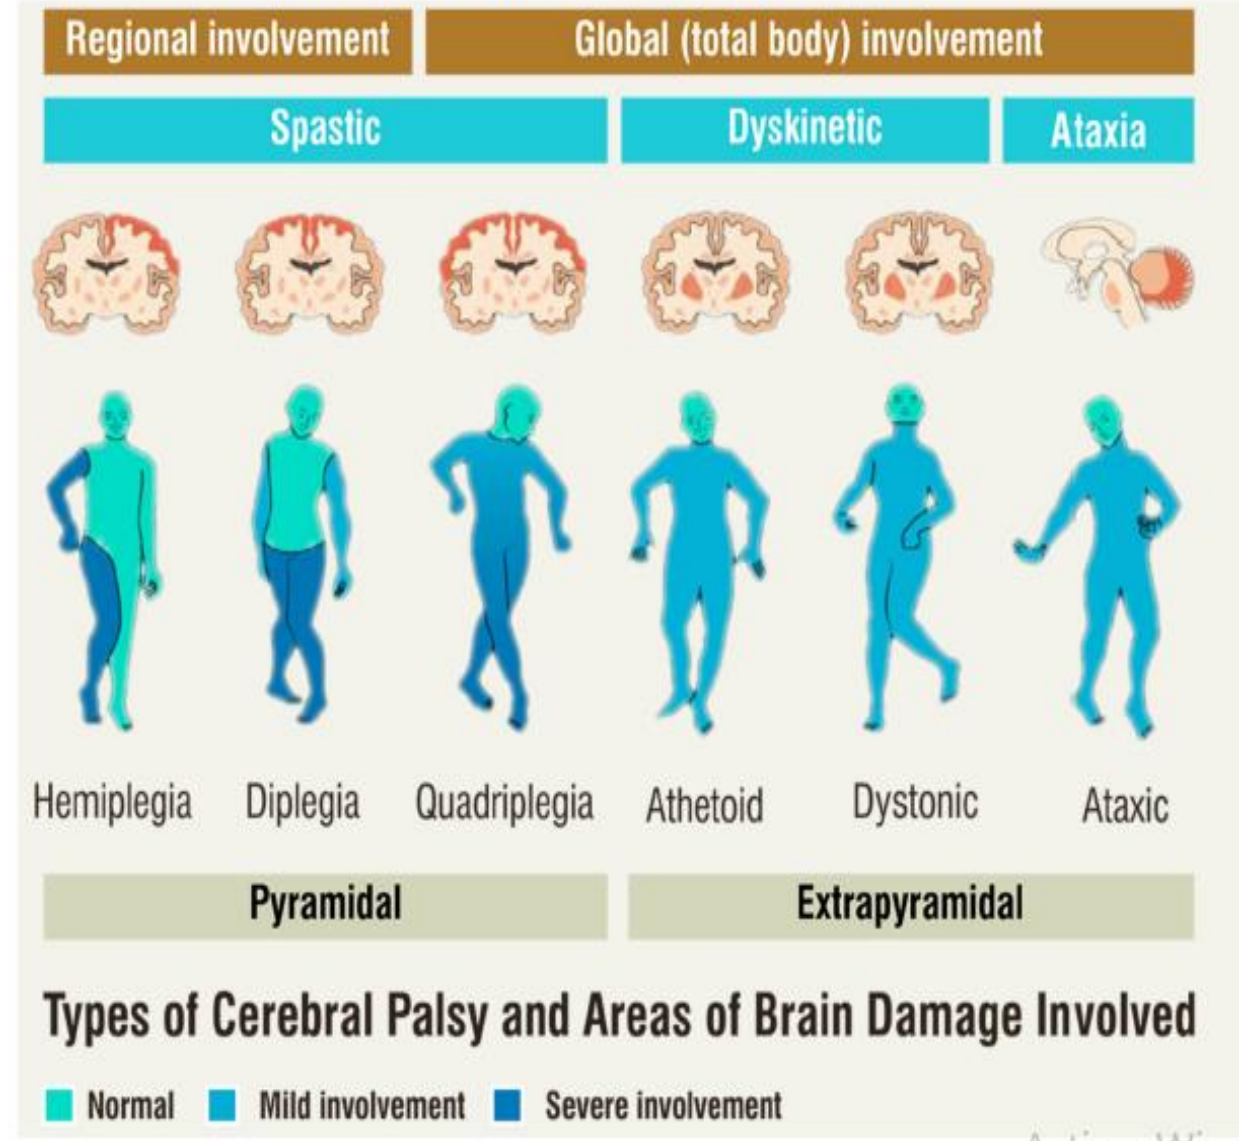 Regional involvement Global (total body) involvement
Spastic Dyskinetic Ataxia
Hemiplegia Diplegia Quadriplegia Athetoid Dystonic Ataxic
Pyramidal Extrapyramidal
Types of Cerebral Palsy and Areas of Brain Damage Involved
Normal Mild involvement Severe involvement